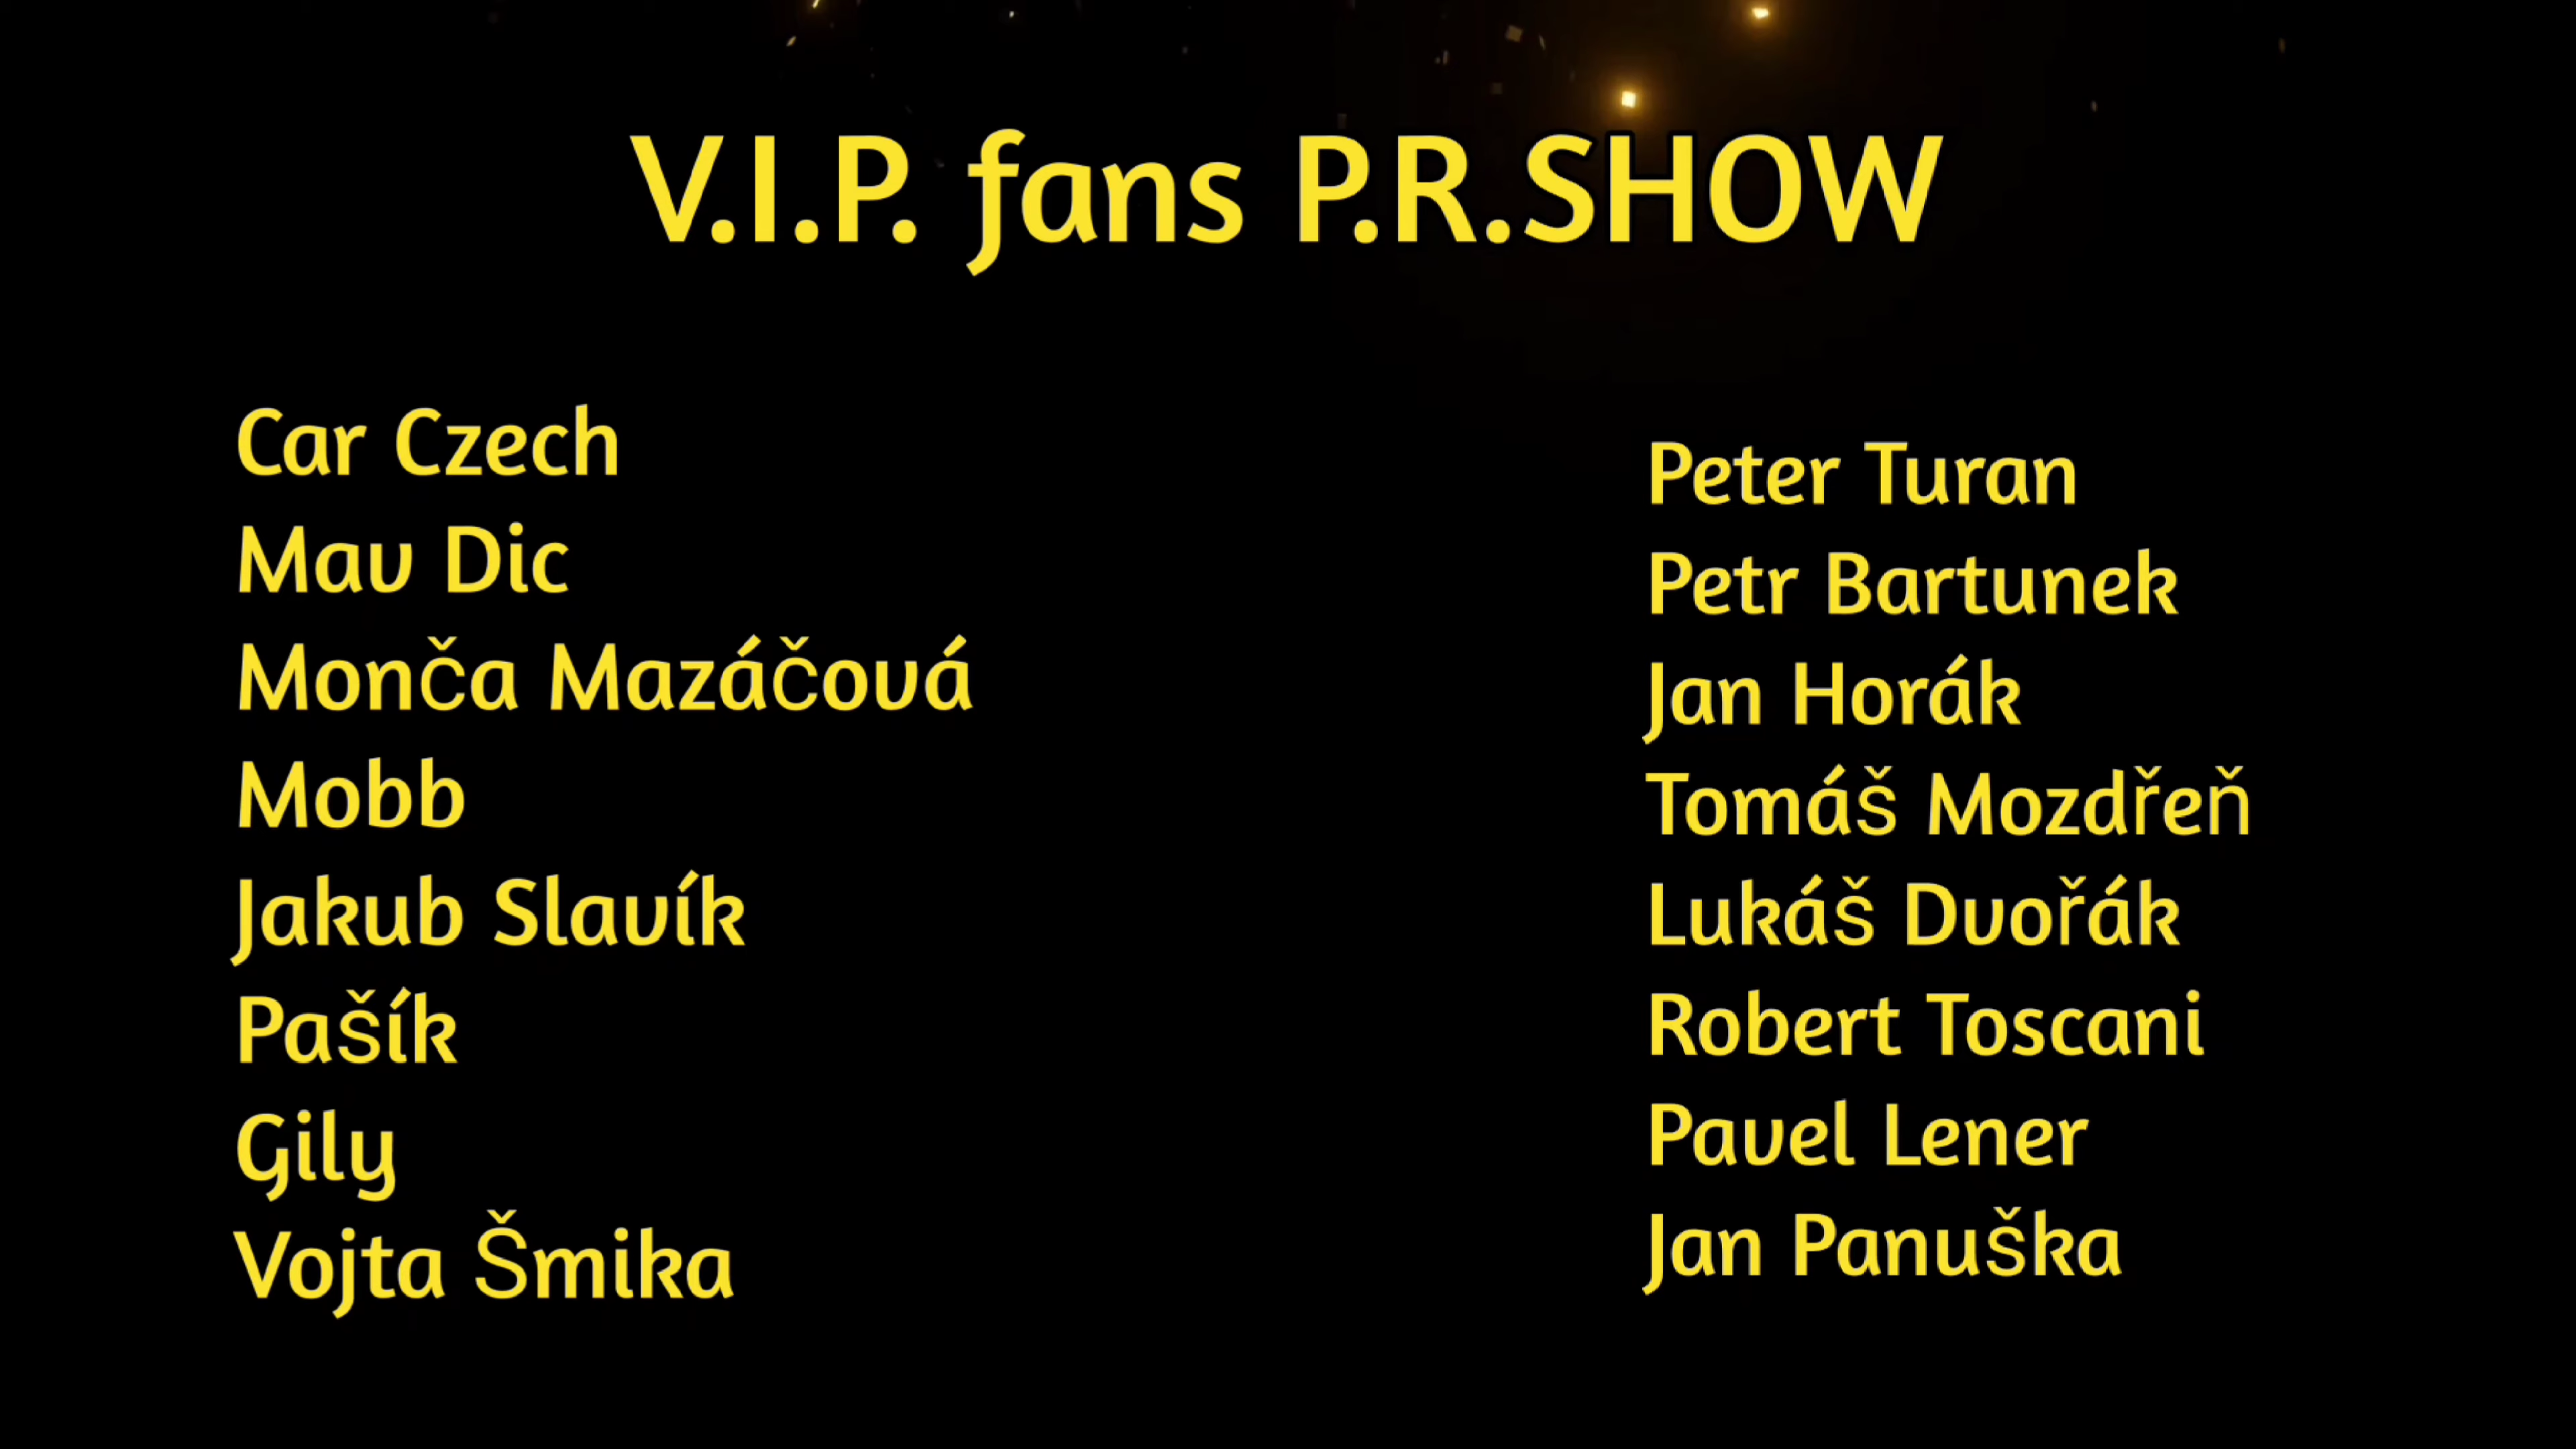 V.I.P. fans P.R.SHOW
Car Czech
Mav Dic
Monča Mazáčová
Mobb
Jakub Slavík
Pašík
Gily
Vojta Šmika
Peter Turan
Petr Bartunek
Jan Horák
Tomáš Mozdřeň
Lukáš Dvořák
Robert Toscani
Pavel Lener
Jan Panuška